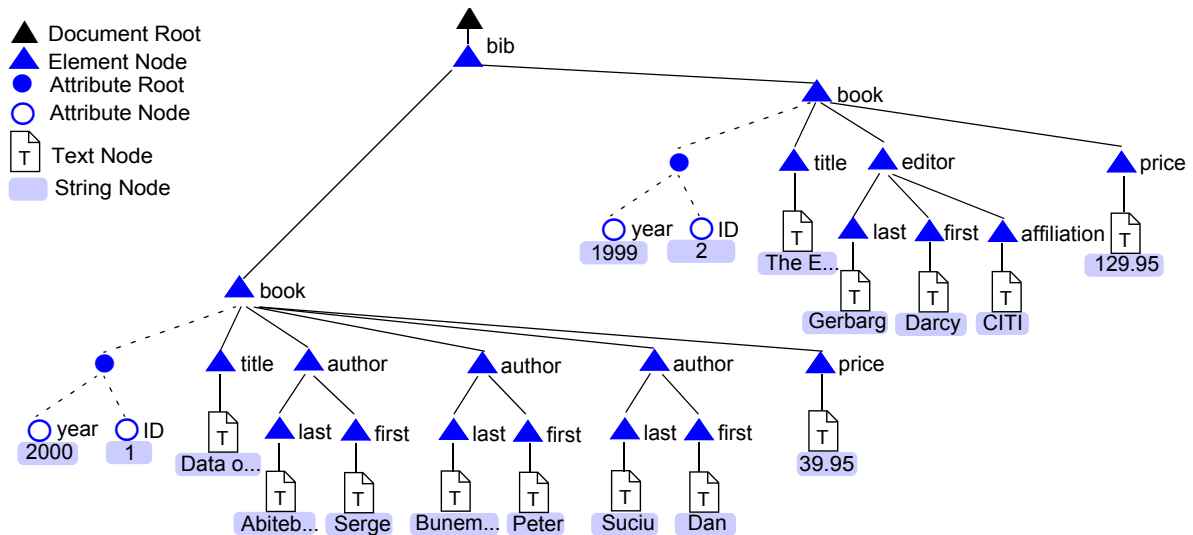 Document Root
Element Node
Attribute Root
Attribute Node
T Text Node
String Node
bib
book
title editor price
year ID
1999 2
T
The E...
last first affiliation
T
129.95
T T T
Gerbarg Darcy CITI
book
title author author author price
year ID
2000 1
T
Data o...
last first last first last first
T
39.95
T T T T T T
Abiteb... Serge Bunem... Peter Suciu Dan